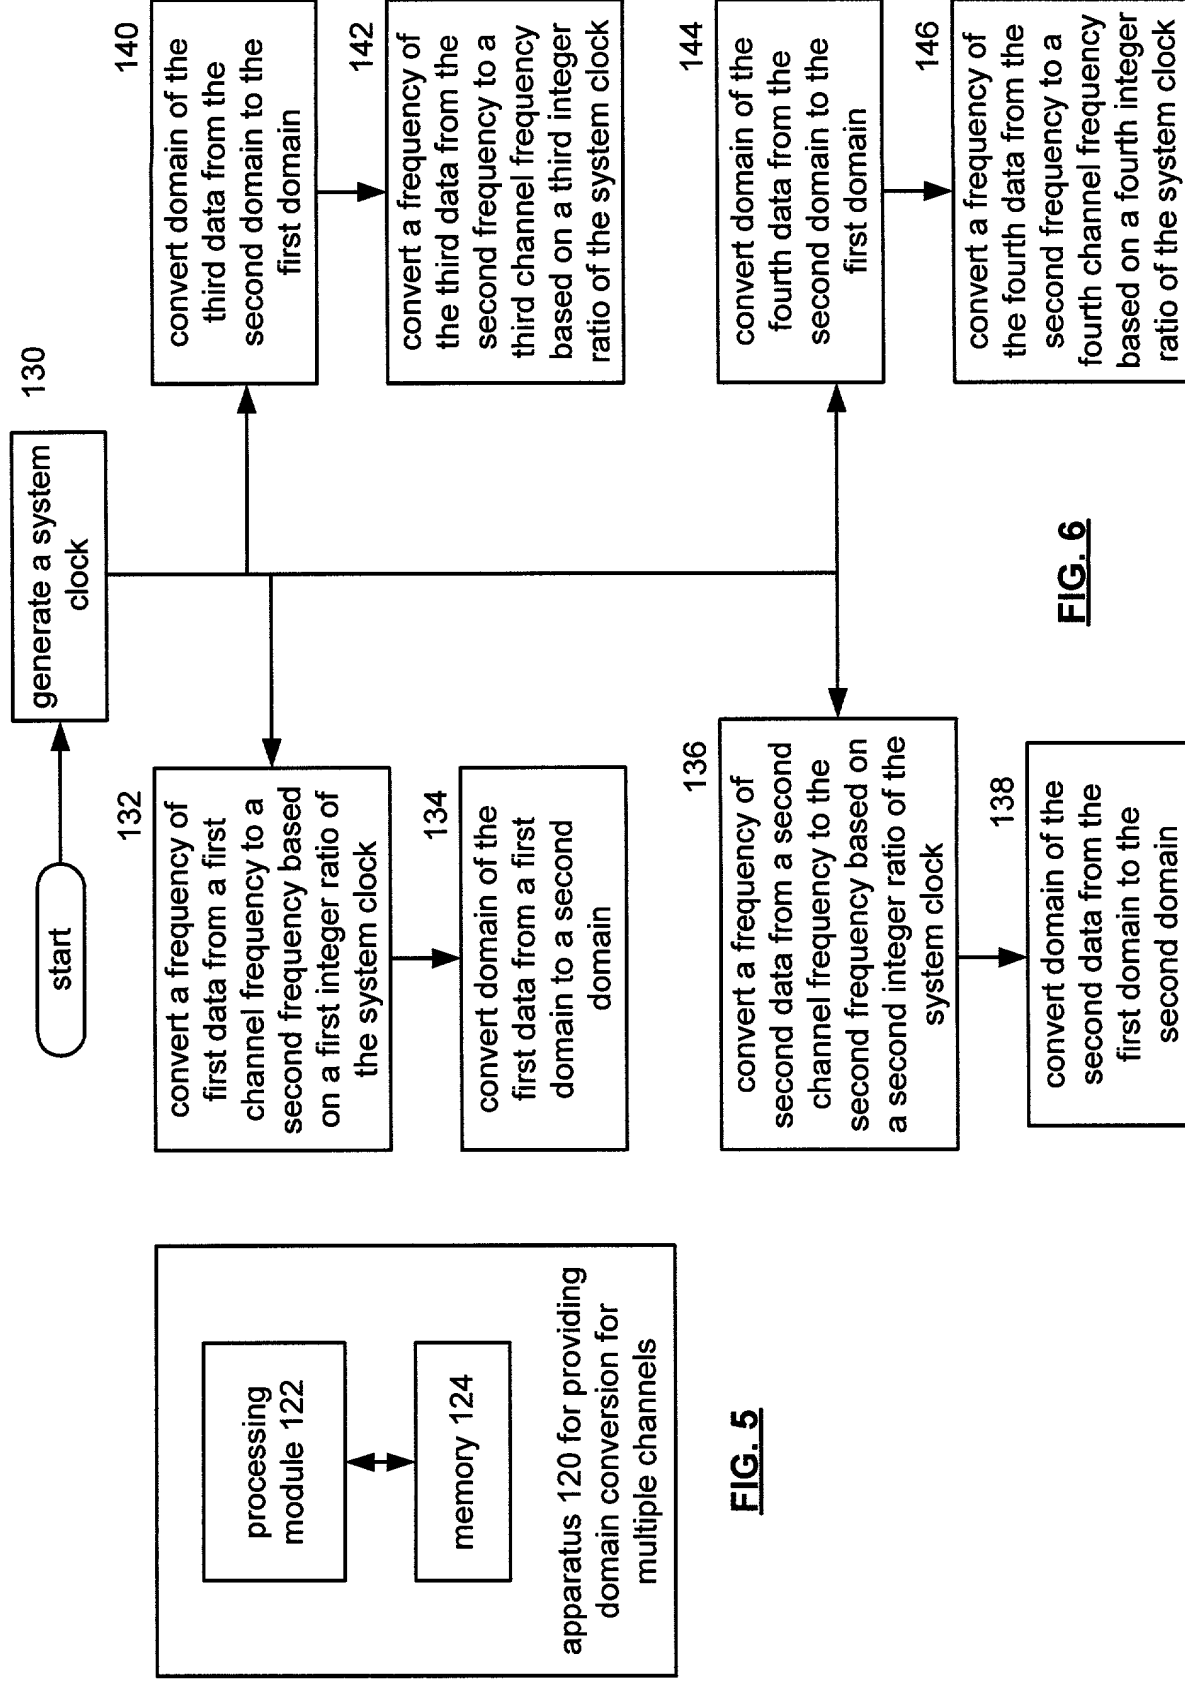 processing
module 122
memory 124
apparatus 120 for providing
domain conversion for
multiple channels
FIG. 5
start
generate a system
clock
130
132
convert a frequency of
first data from a first
channel frequency to a
second frequency based
on a first integer ratio of
the system clock
134
convert domain of the
first data from a first
domain to a second
domain
136
convert a frequency of
second data from a second
channel frequency to the
second frequency based on
a second integer ratio of the
system clock
138
convert domain of the
second data from the
first domain to the
second domain
140
convert domain of the
third data from the
second domain to the
first domain
142
convert a frequency of
the third data from the
second frequency to a
third channel frequency
based on a third integer
ratio of the system clock
144
convert domain of the
fourth data from the
second domain to the
first domain
146
convert a frequency of
the fourth data from the
second frequency to a
fourth channel frequency
based on a fourth integer
ratio of the system clock
FIG. 6